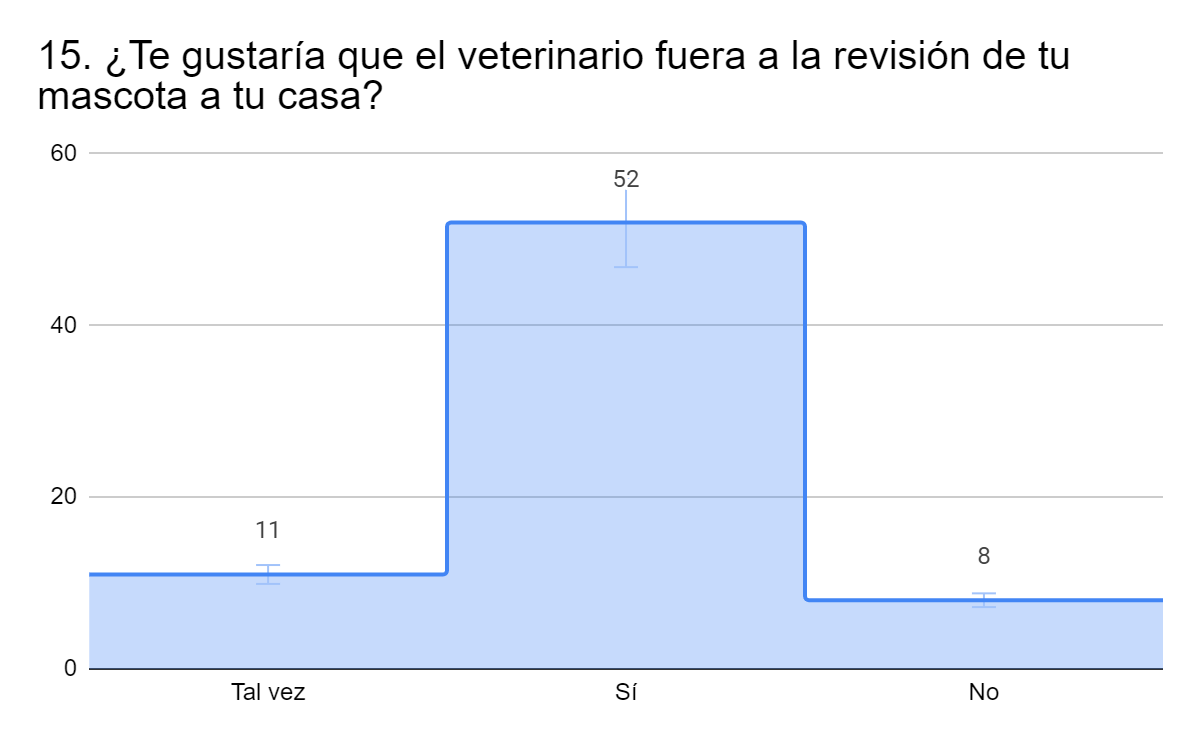 15. ¿Te gustaría que el veterinario fuera a la revisión de tu
mascota a tu casa?
60
52
40
20
11
8
0
Tal vez
Sí
No